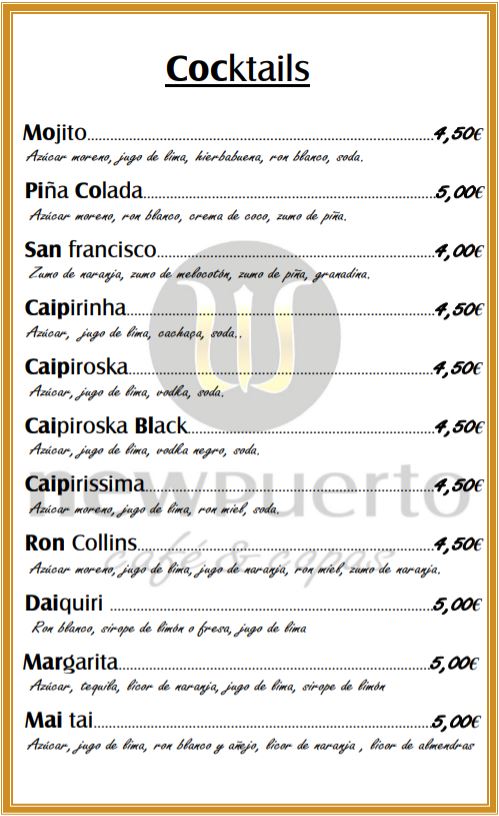 Cocktails
Mojito.......................................................................4,50€
Azúcar moreno, jugo de lima, hierbabuena, ron blanco, soda.
Piña Colada............................................................5,00€
Azúcar moreno, ron blanco, crema de coco, zumo de piña.
San francisco.........................................................4,00€
Zumo de naranja, zumo de melocotón, zumo de piña, granadina.
Caipirinha...............................................................4,50€
Azúcar, jugo de lima, cachaça, soda..
Caipiroska..............................................................4,50€
Azúcar, jugo de lima, vodka, soda.
Caipiroska Black...................................................4,50€
Azúcar, jugo de lima, vodka negro, soda.
Caipirissima...........................................................4,50€
Azúcar moreno, jugo de lima, ron miel, soda.
newpuerto
Ron Collins.............................................................4,50€
café & copas
Azúcar moreno, jugo de lima, jugo de naranja, ron miel, zumo de naranja.
Daiquiri ..................................................................5,00€
Ron blanco, sirope de limón o fresa, jugo de lima
Margarita................................................................5,00€
Azúcar, tequila, licor de naranja, jugo de lima, sirope de limón
Mai tai.....................................................................5,00€
Azúcar, jugo de lima, ron blanco y añejo, licor de naranja , licor de almendras